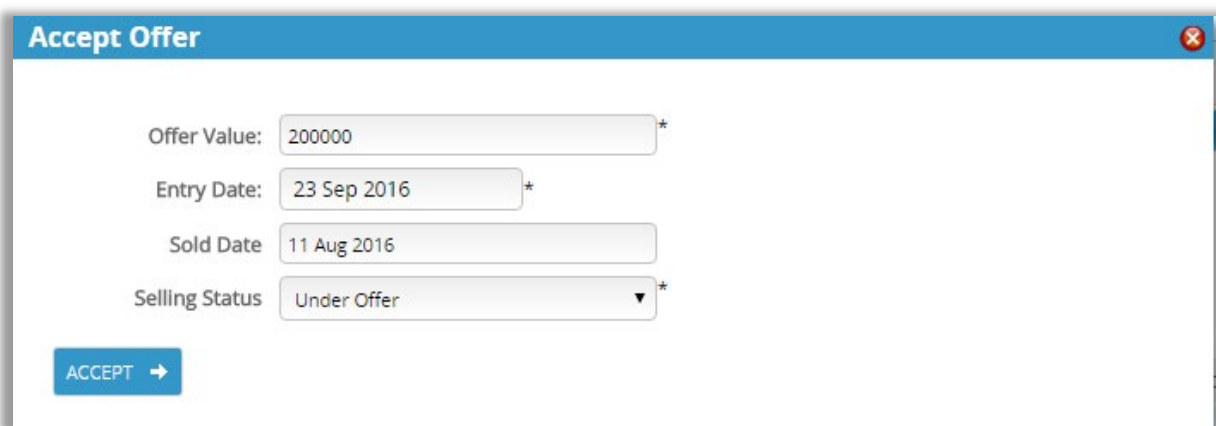 Accept Offer
Offer Value: 200000 *
Entry Date: 23 Sep 2016 *
Sold Date 11 Aug 2016
Selling Status Under Offer *
ACCEPT